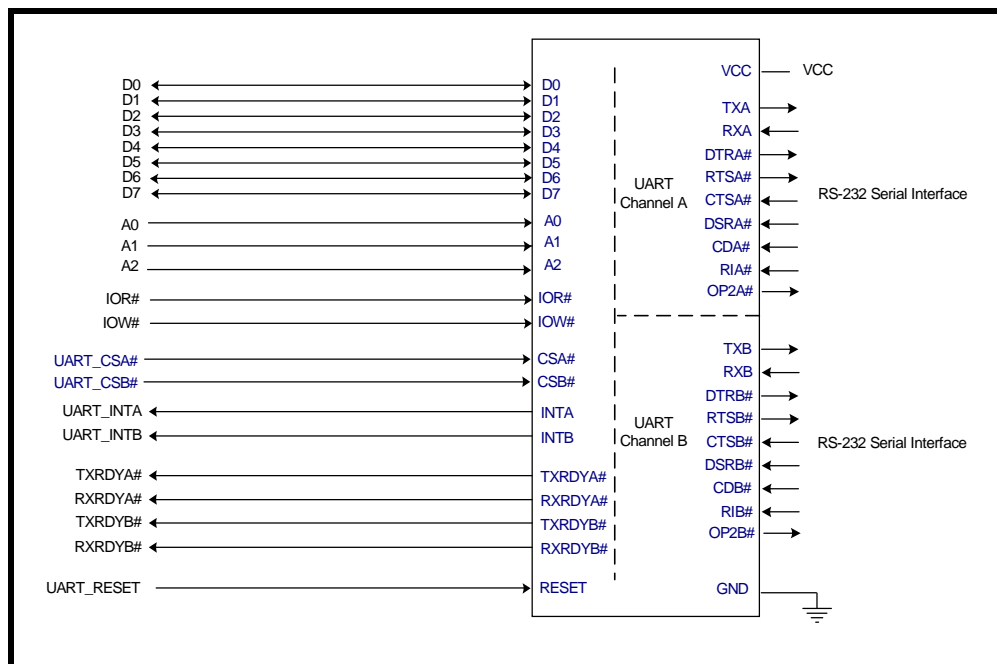 D0 D0
D1 D1
D2 D2
D3 D3
D4 D4
D5 D5
D6 D6
D7 D7
A0 A0
A1 A1
A2 A2
IOR# IOR#
IOW# IOW#
UART_CSA# CSA#
UART_CSB# CSB#
UART_INTA INTA
UART_INTB INTB
TXRDYA# TXRDYA#
RXRDYA# RXRDYA#
TXRDYB# TXRDYB#
RXRDYB# RXRDYB#
UART_RESET RESET
UART
Channel A
UART
Channel B
VCC VCC
TXA
RXA
DTRA#
RTSA#
CTSA#
DSRA#
CDA#
RIA#
OP2A#
RS-232 Serial Interface
TXB
RXB
DTRB#
RTSB#
CTSB#
DSRB#
CDB#
RIB#
OP2B#
RS-232 Serial Interface
GND